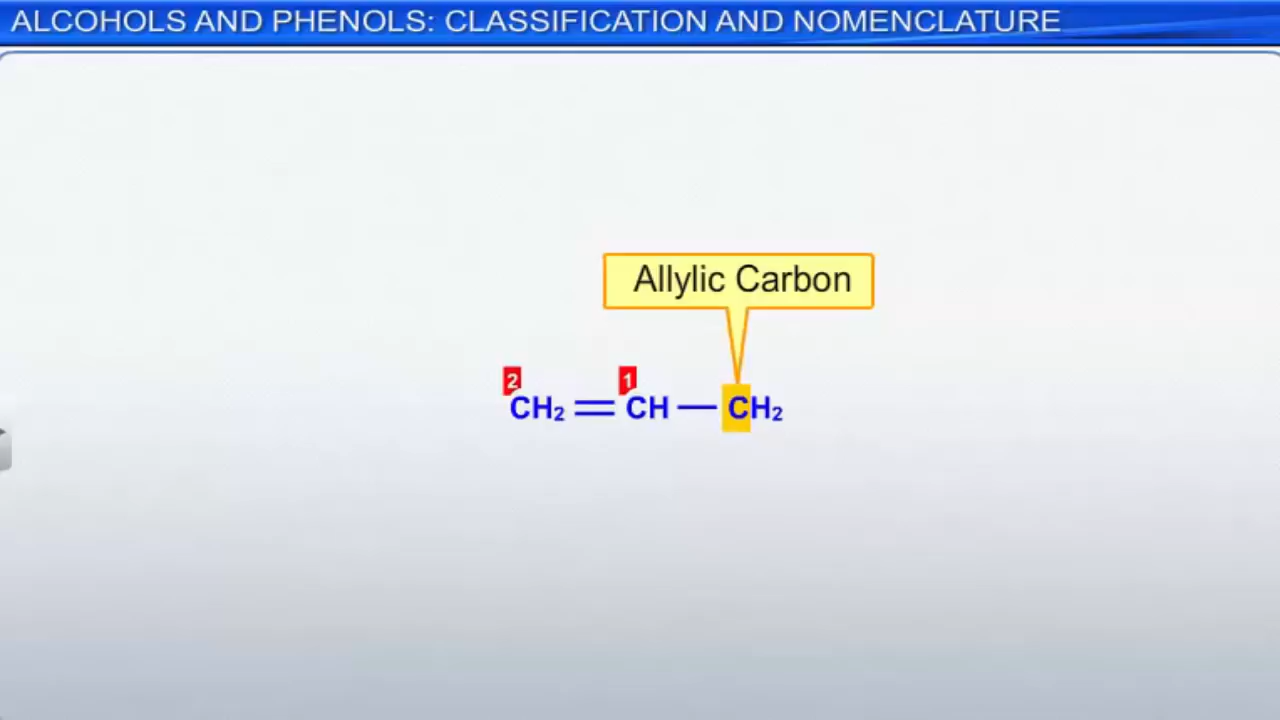 ALCOHOLS AND PHENOLS: CLASSIFICATION AND NOMENCLATURE
Allylic Carbon
2 1
CH₂ = CH — CH₂